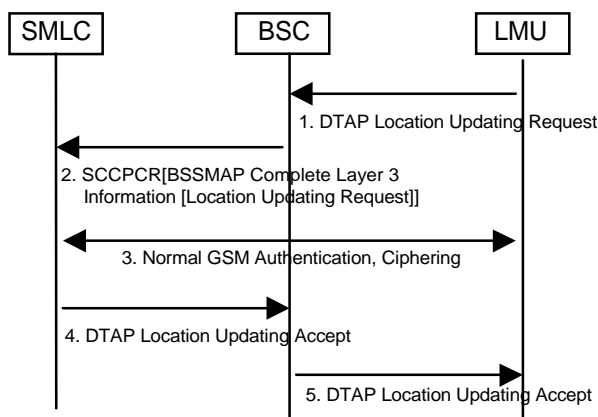 SMLC
BSC
LMU
1. DTAP Location Updating Request
2. SCCPCR[BSSMAP Complete Layer 3
Information [Location Updating Request]]
3. Normal GSM Authentication, Ciphering
4. DTAP Location Updating Accept
5. DTAP Location Updating Accept